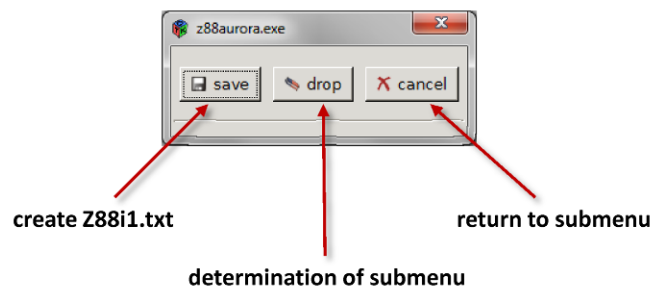 z88aurora.exe
save
drop
cancel
create Z88i1.txt
return to submenu
determination of submenu